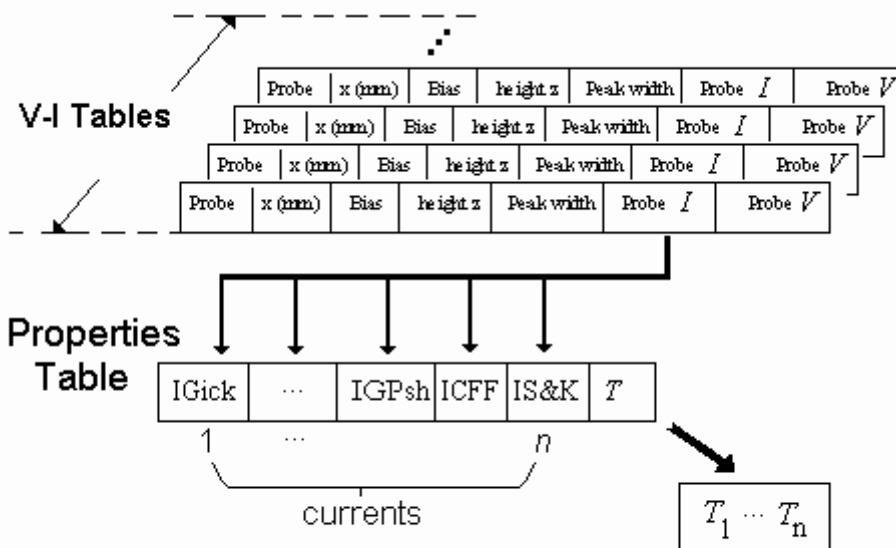 Probe x (mm) Bias height z Peak width Probe I Probe V
V-I Tables
Probe x (mm) Bias height z Peak width Probe I Probe V
Probe x (mm) Bias height z Peak width Probe I Probe V
Probe x (mm) Bias height z Peak width Probe I Probe V
Properties
Table
IGick ... IGPsh ICFF IS&K T
1 ... n
currents
T1 ... Tn